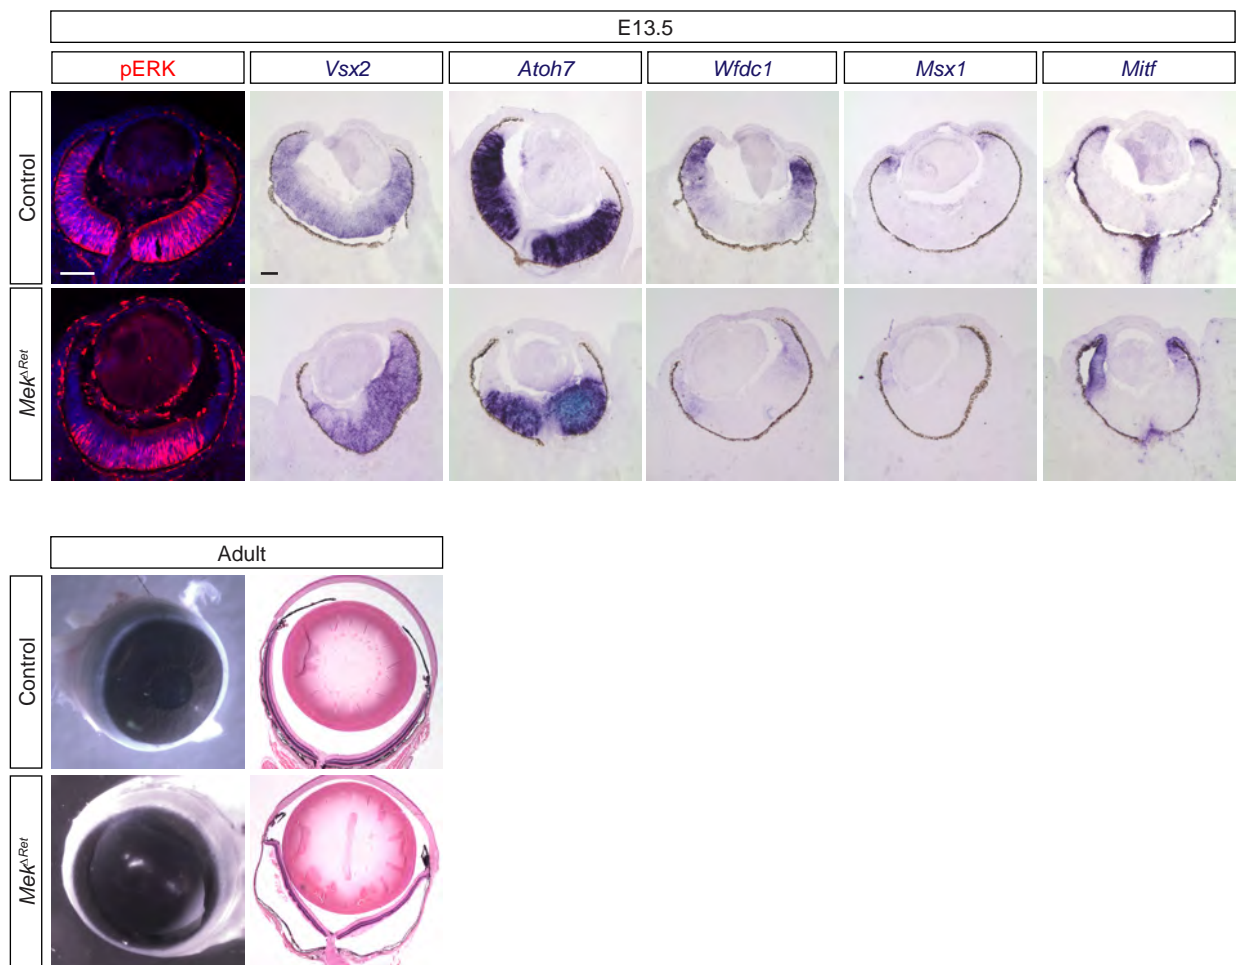 E13.5
pERK
Vsx2
Atoh7
Wfdc1
Msx1
Mitf
Control
MekΔRet
Adult
Control
MekΔRet